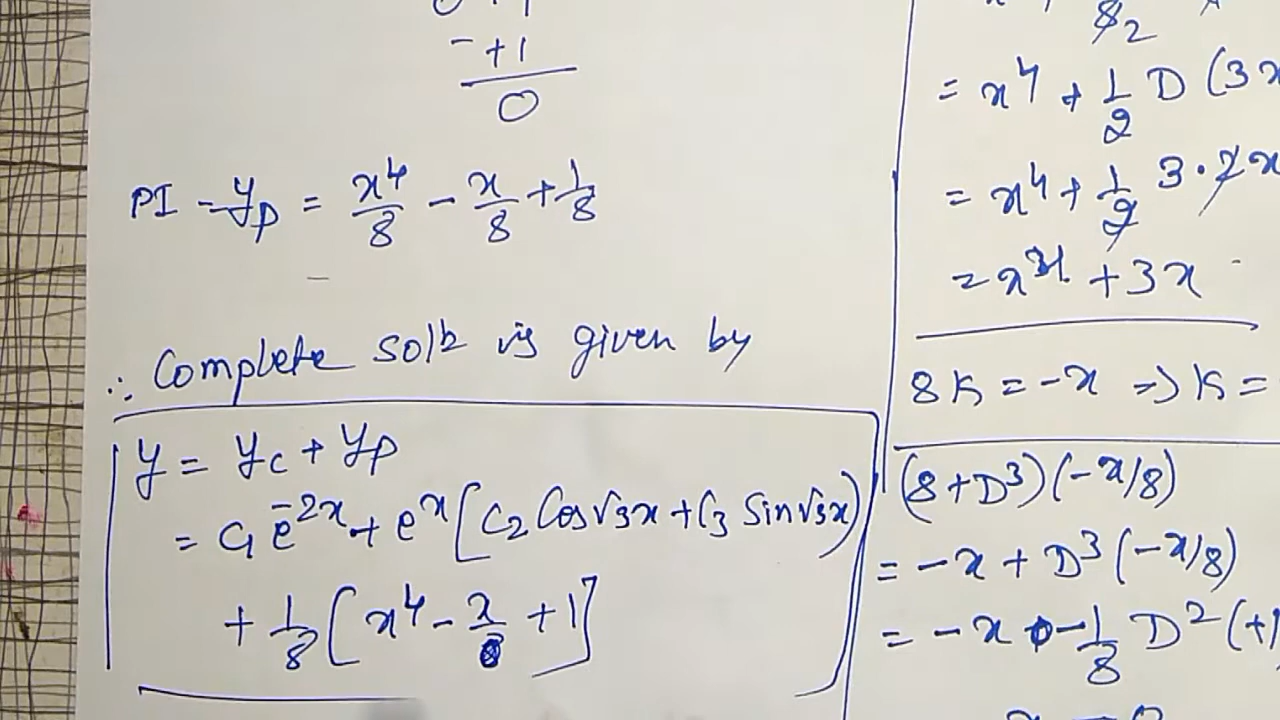 - +1
0
PI - yp = x⁴/8 - x/8 + 1/8
∴ Complete soln is given by
y = yc + yp
= C1 e^-2x + e^x [C2 Cos√3x + C3 Sin√3x)
+ 1/8 [x⁴ - x/8 + 1]
= x⁴ + 1/2 D (3x
= x⁴ + 1/2 3·2x
+ 3x
8K = -x => K =
(8+D³)(-x/8)
= -x + D³(-x/8)
= -x - 1/8 D² (+1